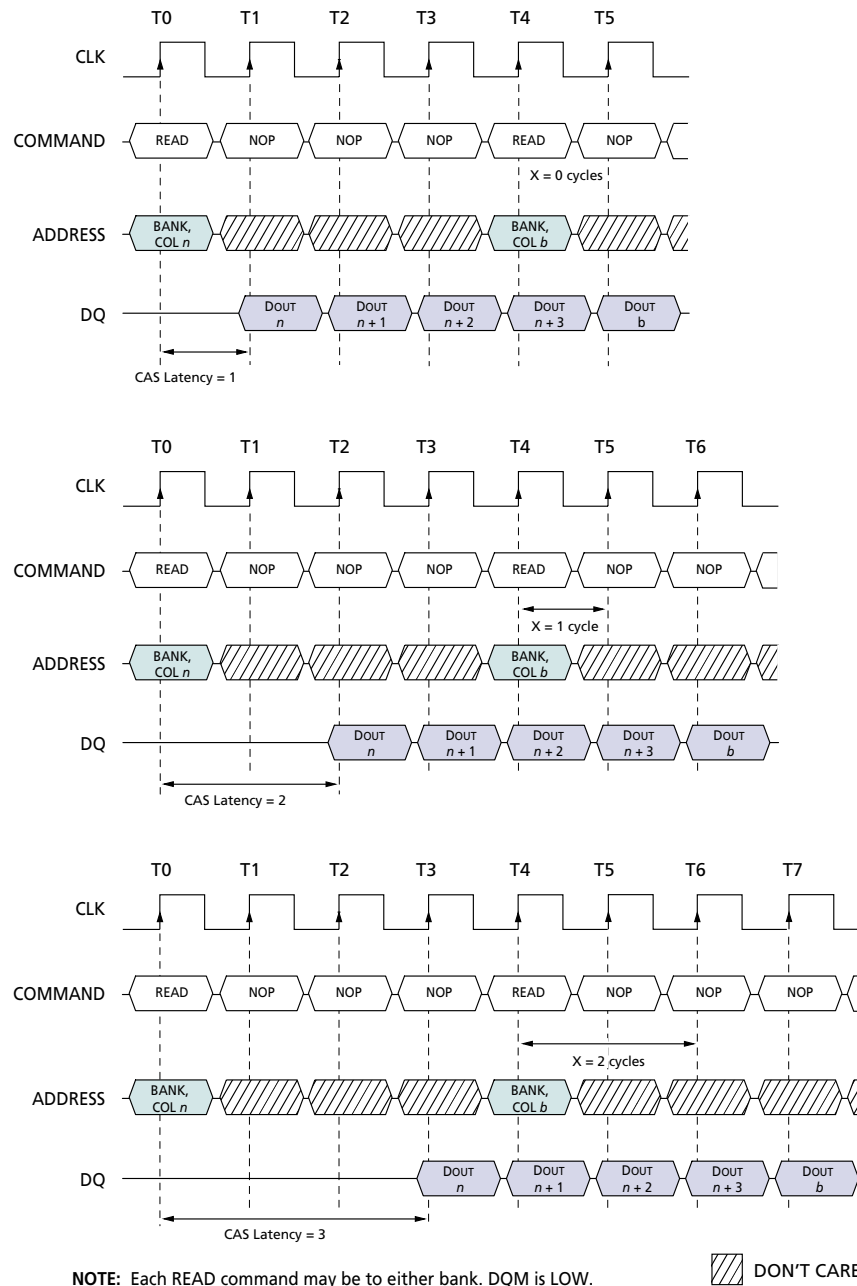 T0 T1 T2 T3 T4 T5
CLK
COMMAND READ NOP NOP NOP READ NOP
X = 0 cycles
ADDRESS BANK, COL n BANK, COL b
DQ DOUT n DOUT n + 1 DOUT n + 2 DOUT n + 3 DOUT b
CAS Latency = 1
T0 T1 T2 T3 T4 T5 T6
CLK
COMMAND READ NOP NOP NOP READ NOP NOP
X = 1 cycle
ADDRESS BANK, COL n BANK, COL b
DQ DOUT n DOUT n + 1 DOUT n + 2 DOUT n + 3 DOUT b
CAS Latency = 2
T0 T1 T2 T3 T4 T5 T6 T7
CLK
COMMAND READ NOP NOP NOP READ NOP NOP NOP
X = 2 cycles
ADDRESS BANK, COL n BANK, COL b
DQ DOUT n DOUT n + 1 DOUT n + 2 DOUT n + 3 DOUT b
CAS Latency = 3
NOTE: Each READ command may be to either bank. DQM is LOW.
DON'T CARE